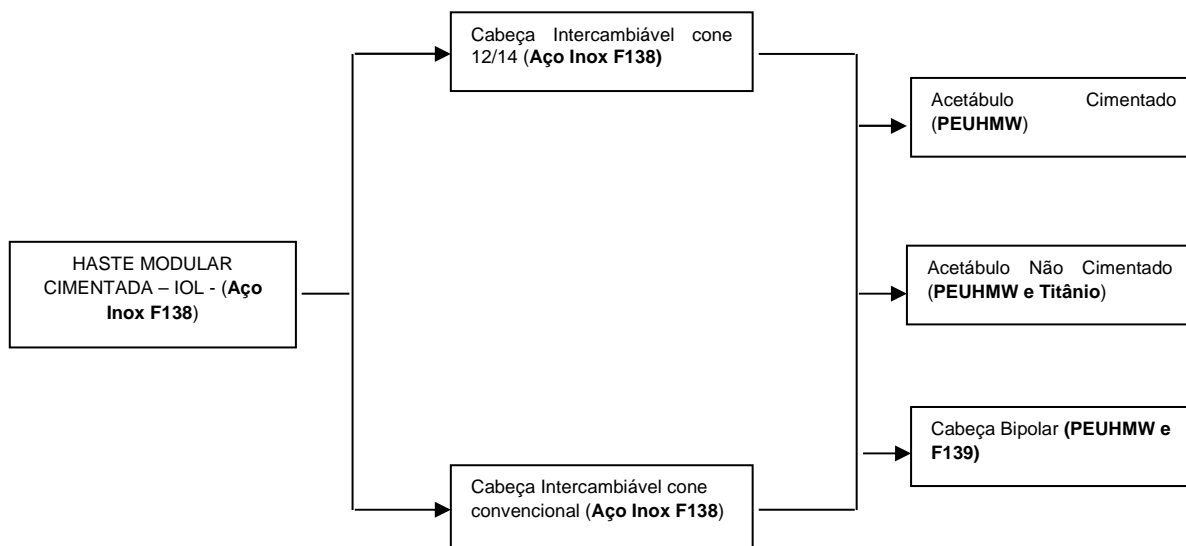 Cabeça Intercambiável cone
12/14 (Aço Inox F138)
Acetábulo Cimentado
(PEUHMW)
HASTE MODULAR
CIMENTADA – IOL - (Aço
Inox F138)
Acetábulo Não Cimentado
(PEUHMW e Titânio)
Cabeça Bipolar (PEUHMW e
F139)
Cabeça Intercambiável cone
convencional (Aço Inox F138)